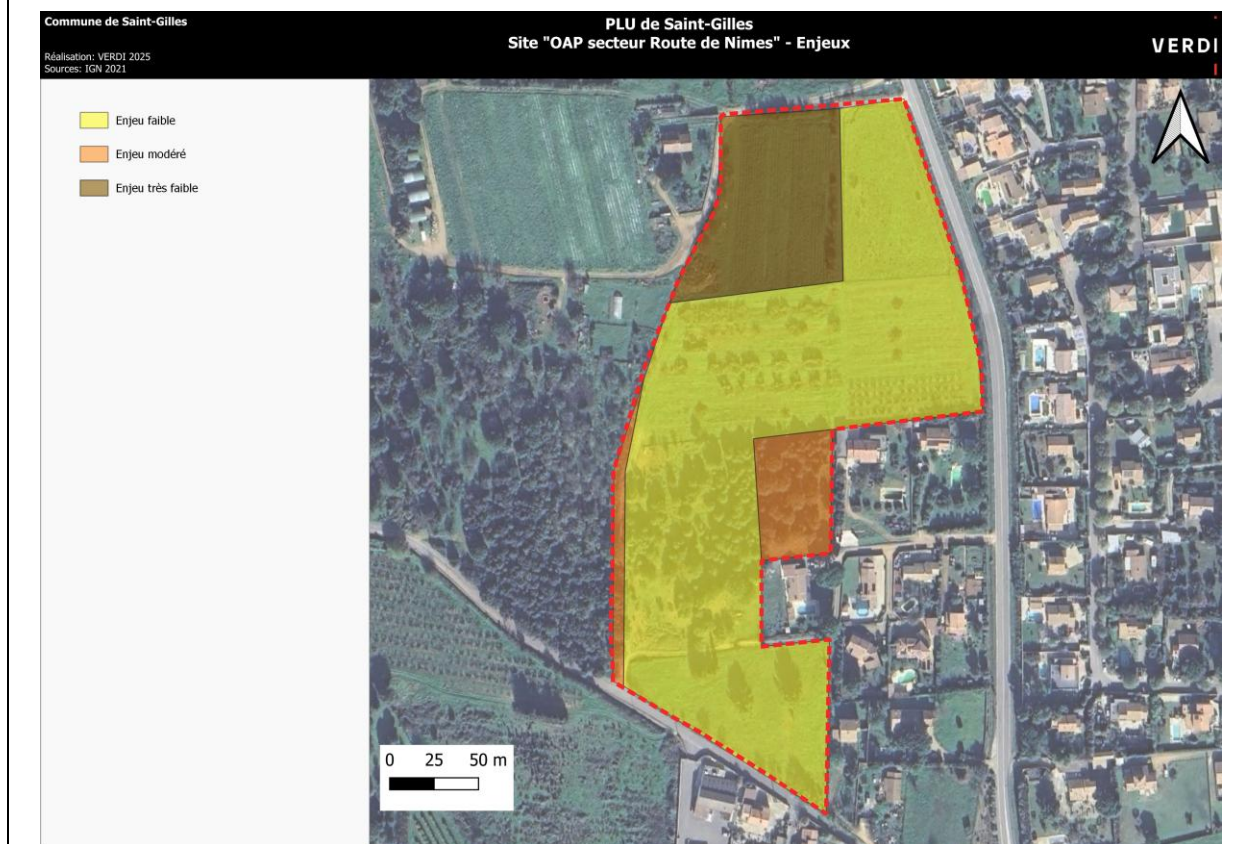 Commune de Saint-Gilles
Réalisation: VERDI 2025
Sources: IGN 2021
PLU de Saint-Gilles
Site "OAP secteur Route de Nimes" - Enjeux
VERDI
Enjeu faible
Enjeu modéré
Enjeu très faible
0 25 50 m